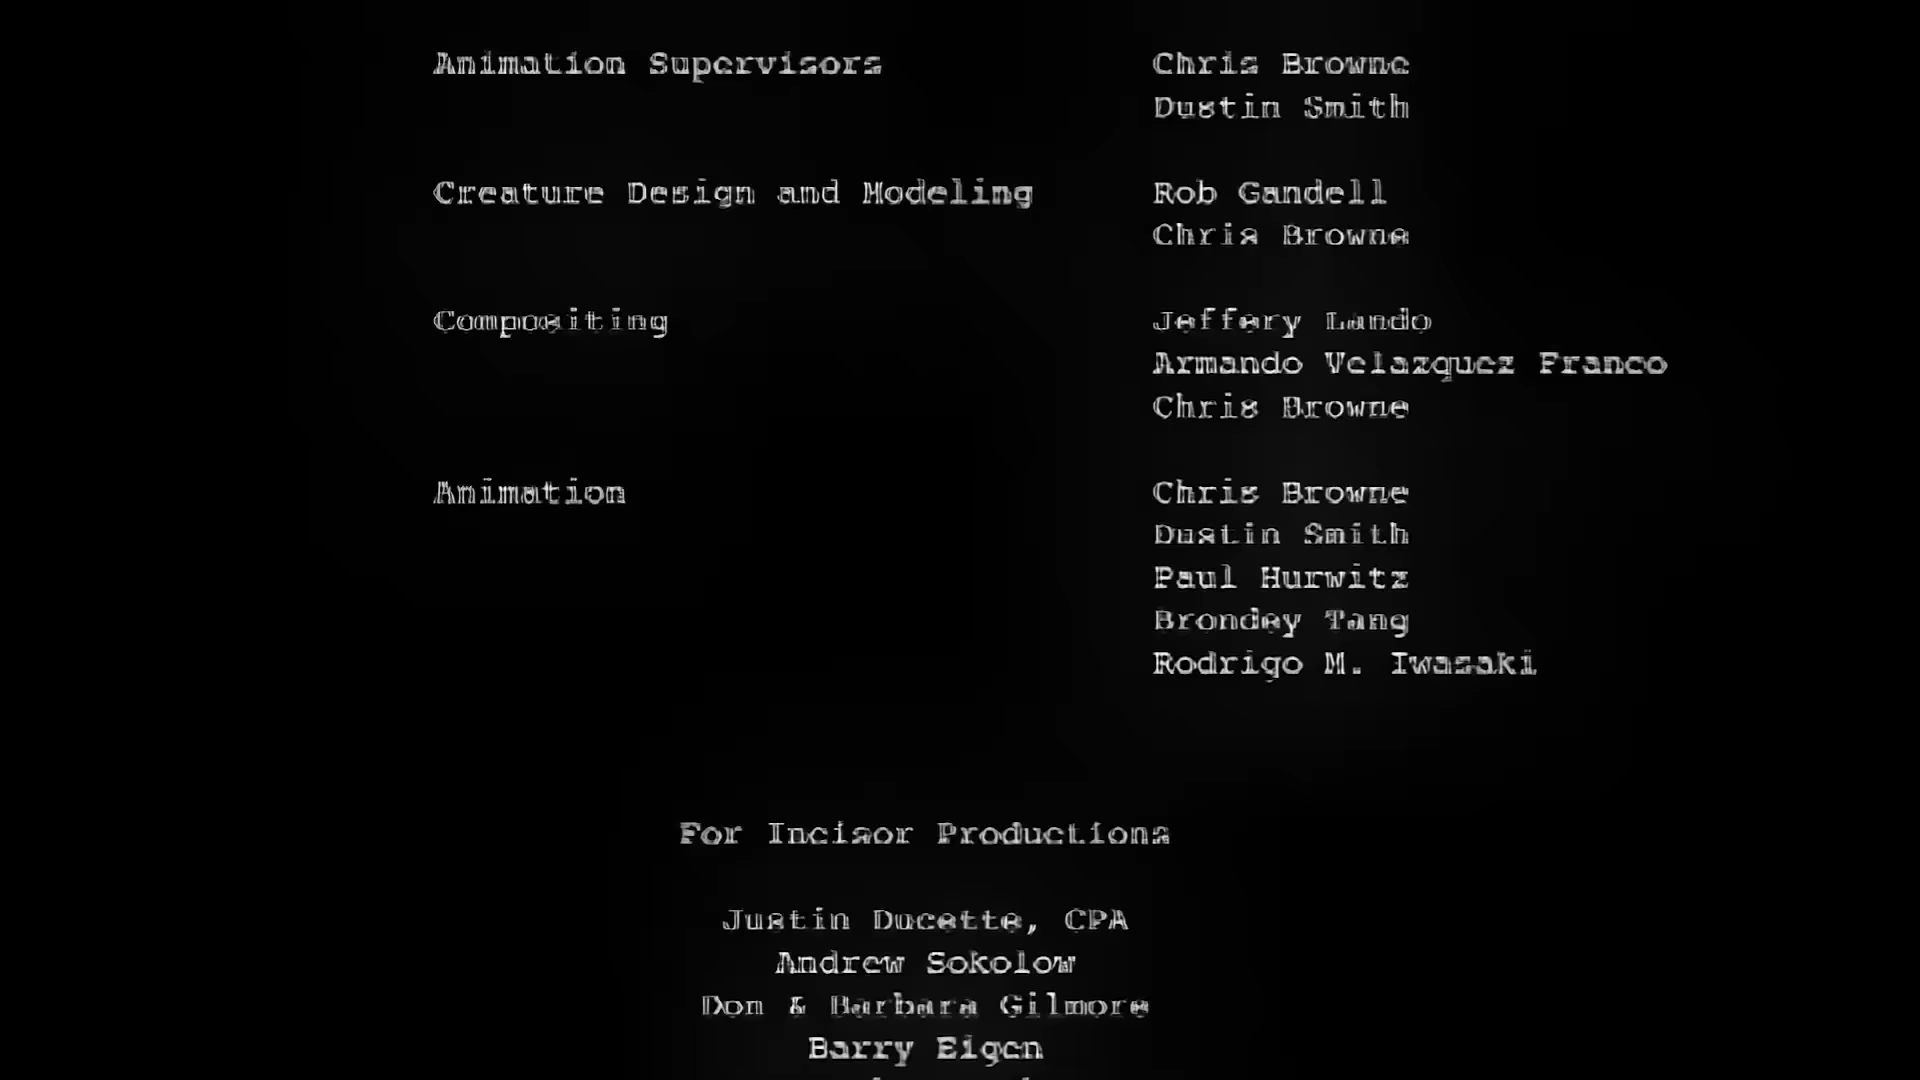 Animation Supervisors Chris Browne
Dustin Smith
Creature Design and Modeling Rob Gandell
Chris Browne
Compositing Jeffery Lando
Armando Velazquez Franco
Chris Browne
Animation Chris Browne
Dustin Smith
Paul Hurwitz
Brondey Tang
Rodrigo M. Iwasaki
For Incisor Productions
Justin Ducette, CPA
Andrew Sokolow
Don & Barbara Gilmore
Barry Eigen